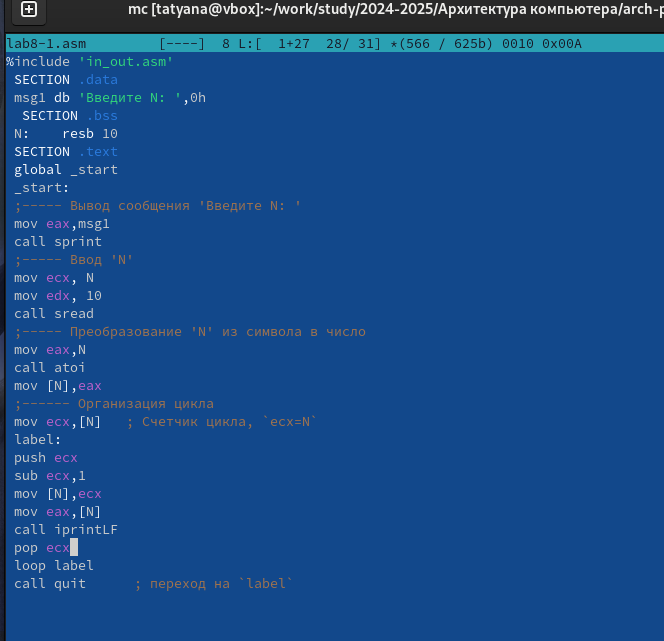 mc [tatyana@vbox]:~/work/study/2024-2025/Архитектура компьютера/arch-p
lab8-1.asm [----] 8 L:[ 1+27 28/ 31] *(566 / 625b) 0010 0x00A
%include 'in_out.asm'
SECTION .data
msg1 db 'Введите N: ',0h
SECTION .bss
N: resb 10
SECTION .text
global _start
_start:
;----- Вывод сообщения 'Введите N: '
mov eax,msg1
call sprint
;----- Ввод 'N'
mov ecx, N
mov edx, 10
call sread
;----- Преобразование 'N' из символа в число
mov eax,N
call atoi
mov [N],eax
;------ Организация цикла
mov ecx,[N] ; Счетчик цикла, `ecx=N`
label:
push ecx
sub ecx,1
mov [N],ecx
mov eax,[N]
call iprintLF
pop ecx
loop label
call quit ; переход на `label`